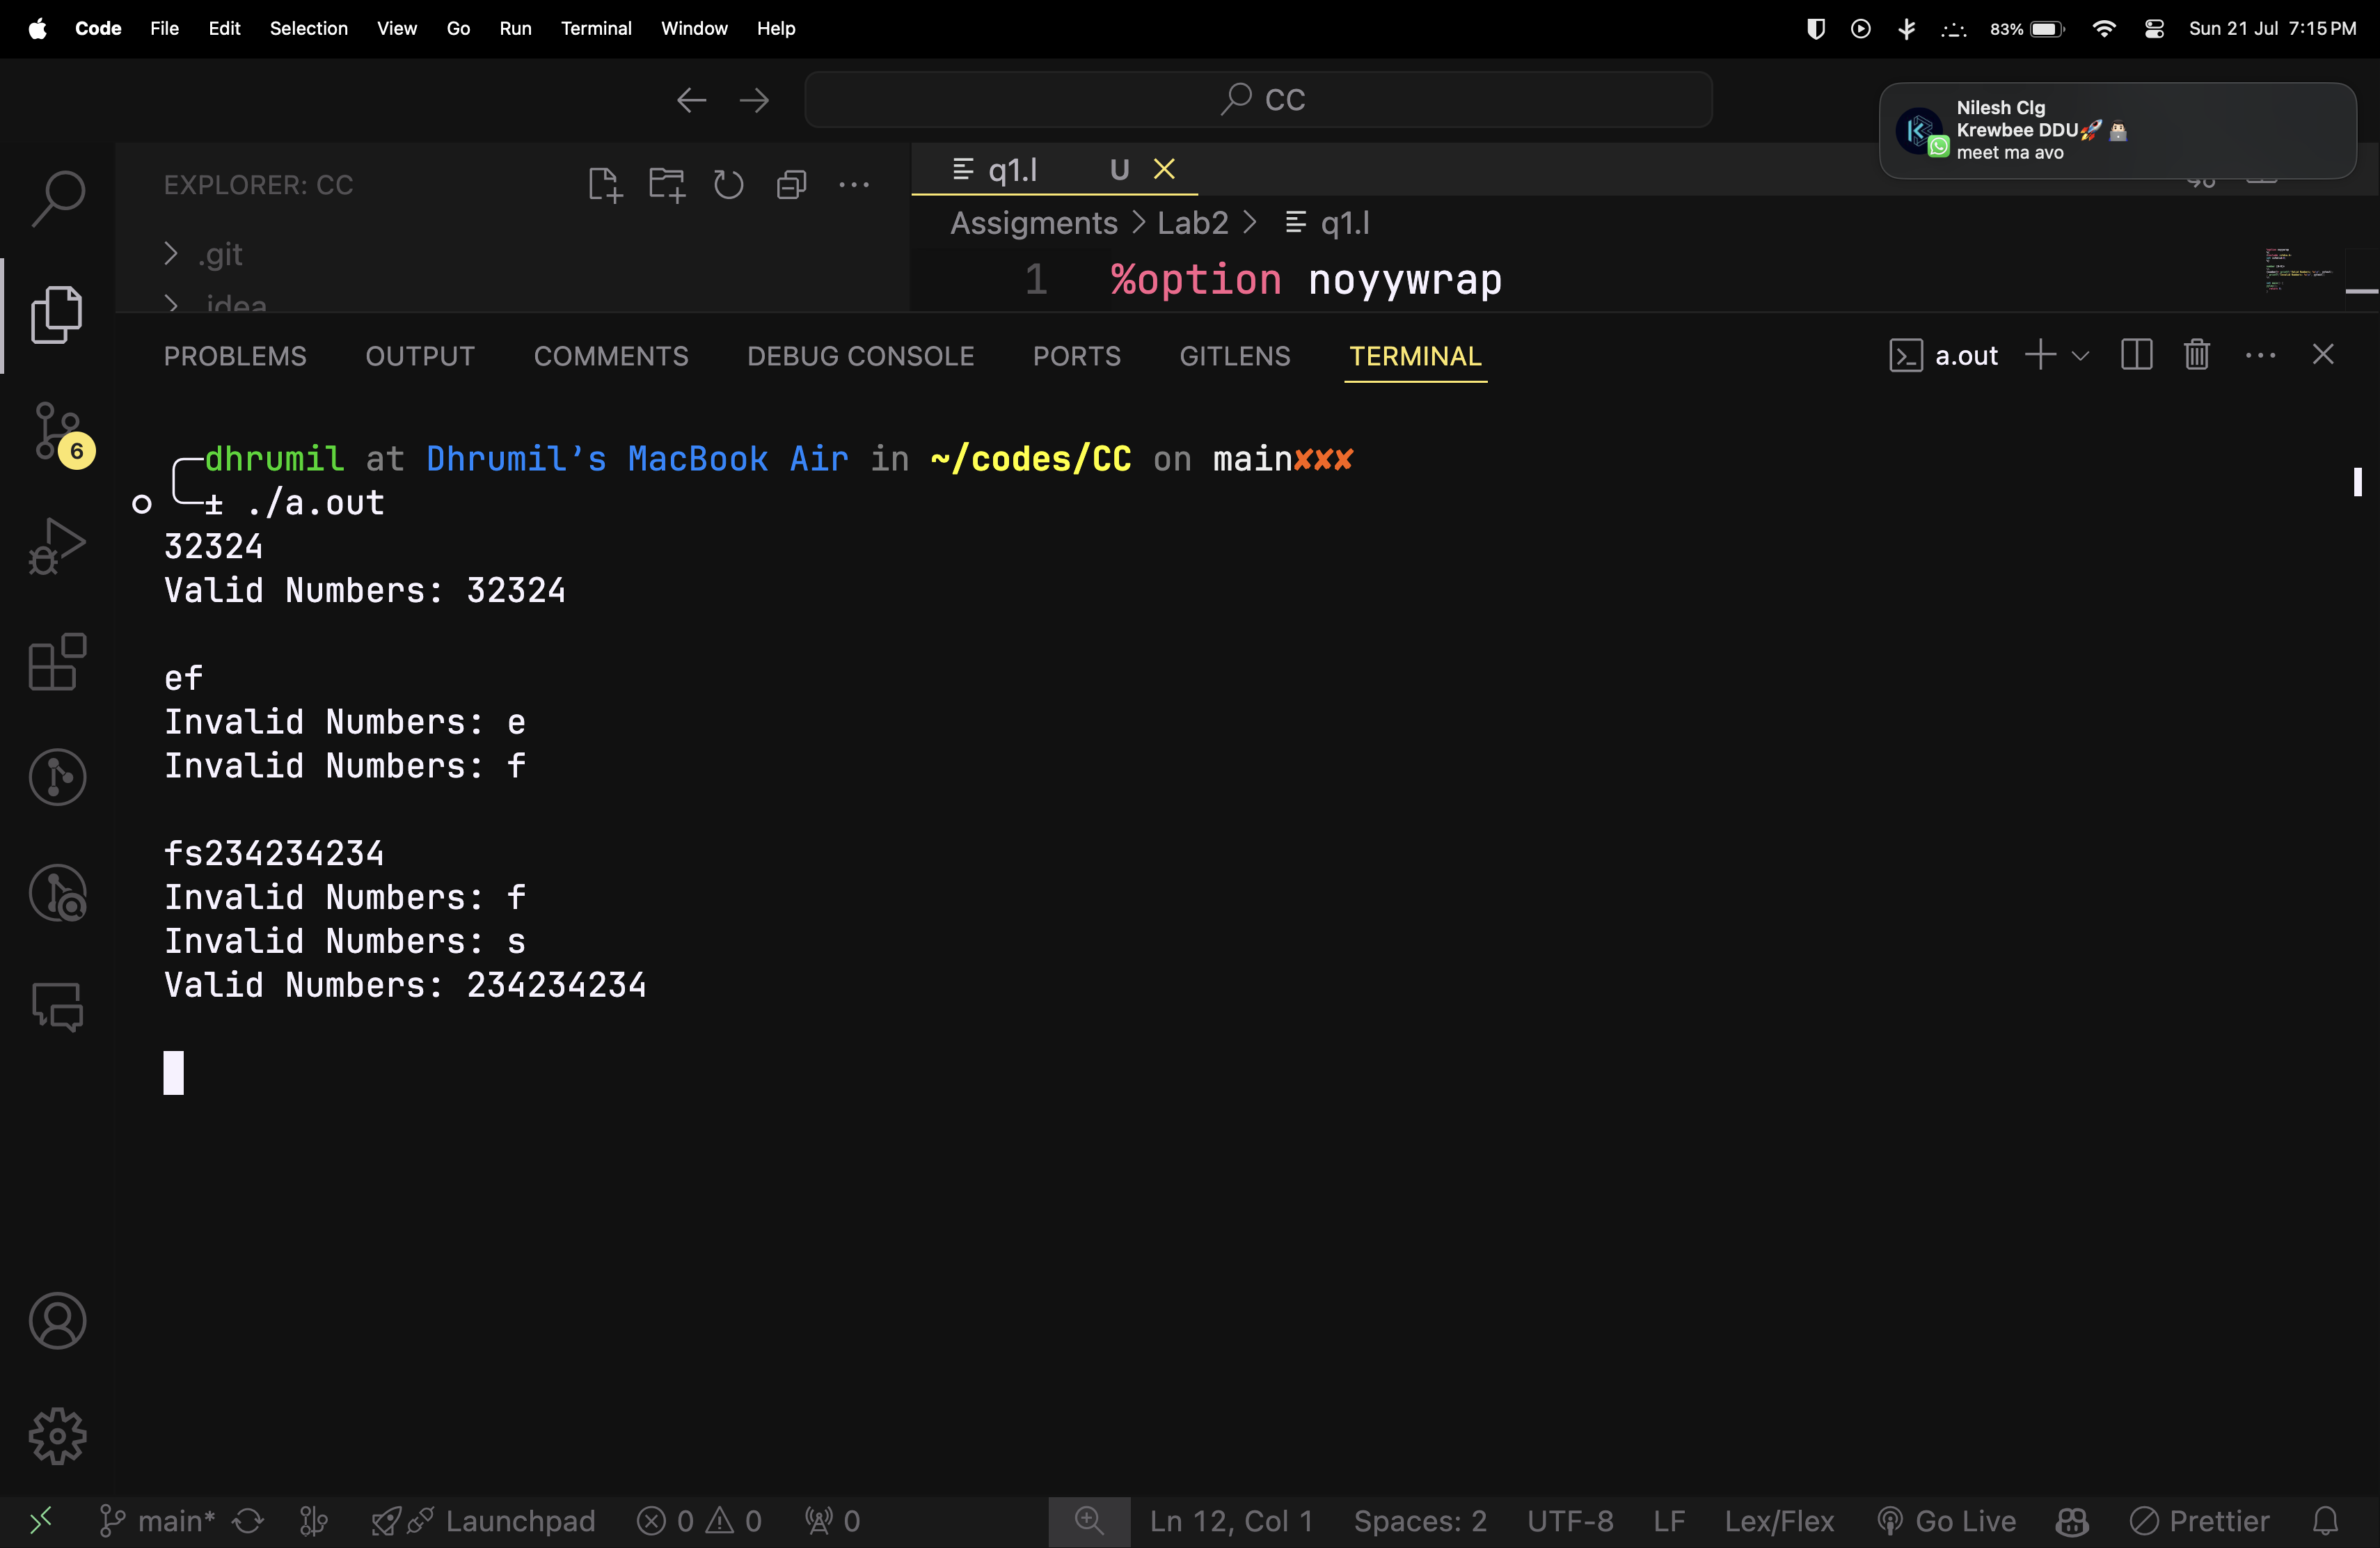 Code File Edit Selection View Go Run Terminal Window Help 83% Sun 21 Jul 7:15 PM
CC
Nilesh Clg
Krewbee DDU🚀👨🏻‍💻
meet ma avo
EXPLORER: CC
q1.l U
Assigments > Lab2 > q1.l
.git
1 %option noyywrap
.idea
PROBLEMS OUTPUT COMMENTS DEBUG CONSOLE PORTS GITLENS TERMINAL a.out
6
dhrumil at Dhrumil’s MacBook Air in ~/codes/CC on main✘✘✘
± ./a.out
32324
Valid Numbers: 32324
ef
Invalid Numbers: e
Invalid Numbers: f
fs234234234
Invalid Numbers: f
Invalid Numbers: s
Valid Numbers: 234234234
main* Launchpad 0 0 0 Ln 12, Col 1 Spaces: 2 UTF-8 LF Lex/Flex Go Live Prettier